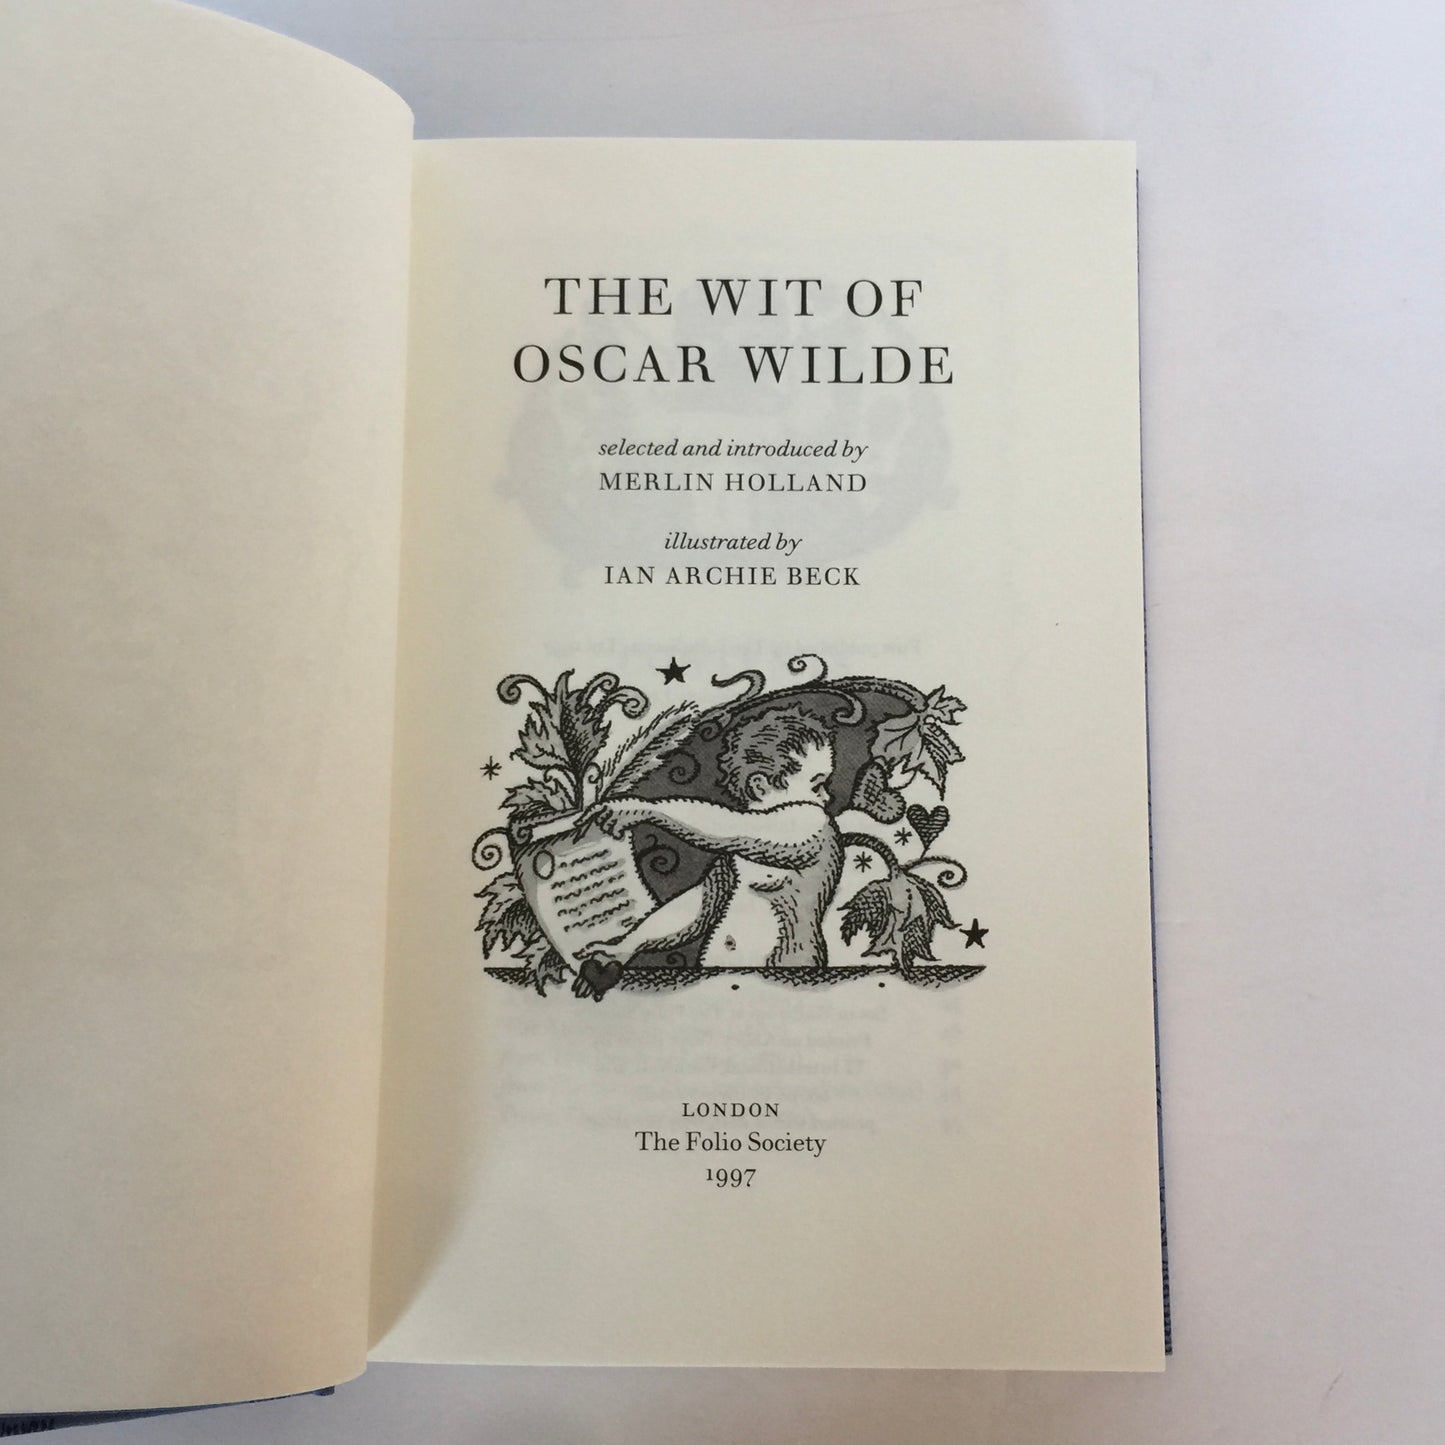 THE WIT OF
OSCAR WILDE
selected and introduced by
MERLIN HOLLAND
illustrated by
IAN ARCHIE BECK
LONDON
The Folio Society
1997